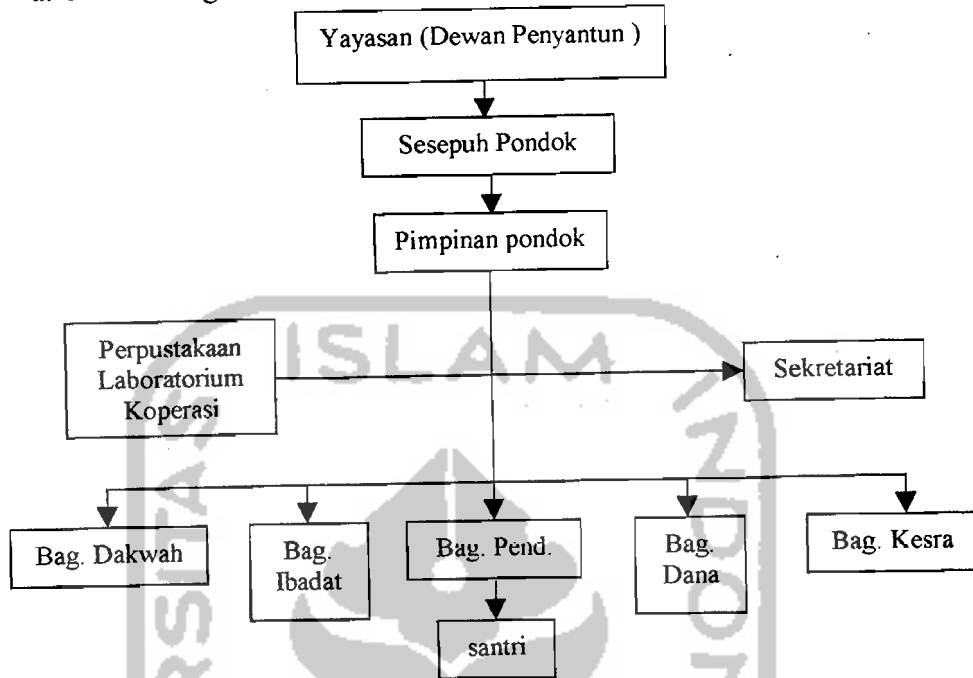 Yayasan (Dewan Penyantun )
Sesepuh Pondok
Pimpinan pondok
ISLAM
Perpustakaan
Laboratorium
Koperasi
Sekretariat
Bag. Dakwah
Bag.
Ibadat
Bag. Pend.
Bag.
Dana
Bag. Kesra
santri